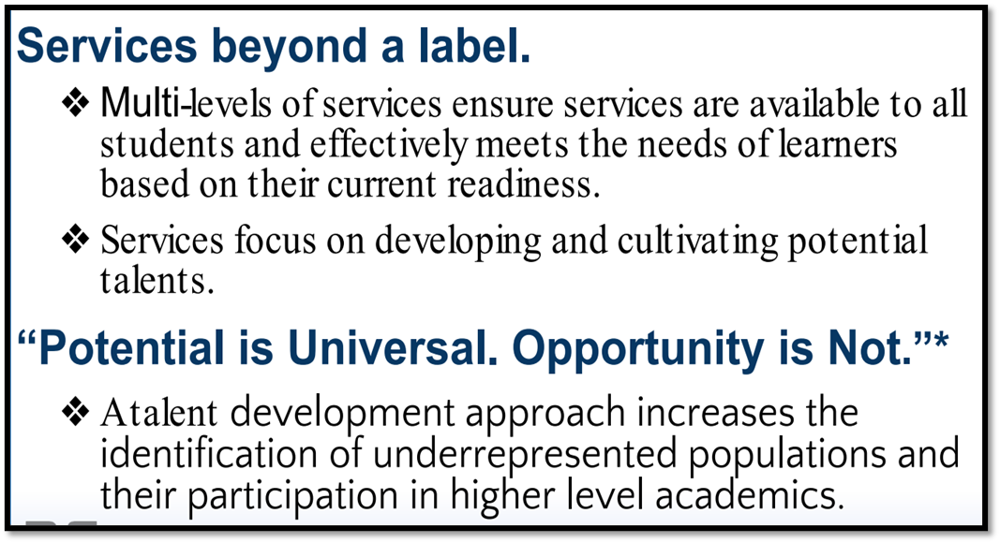 Services beyond a label.
❖ Multi-levels of services ensure services are available to all
students and effectively meets the needs of learners
based on their current readiness.
❖ Services focus on developing and cultivating potential
talents.
“Potential is Universal. Opportunity is Not.”*
❖ Atalent development approach increases the
identification of underrepresented populations and
their participation in higher level academics.